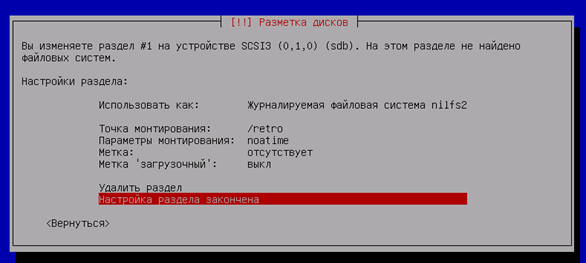 [!!] Разметка дисков
Вы изменяете раздел #1 на устройстве SCSI3 (0,1,0) (sdb). На этом разделе не найдено
файловых систем.
Настройки раздела:
Использовать как: Журналируемая файловая система nilfs2
Точка монтирования: /retro
Параметры монтирования: noatime
Метка: отсутствует
Метка 'загрузочный': выкл
Удалить раздел
Настройка раздела закончена
<Вернуться>